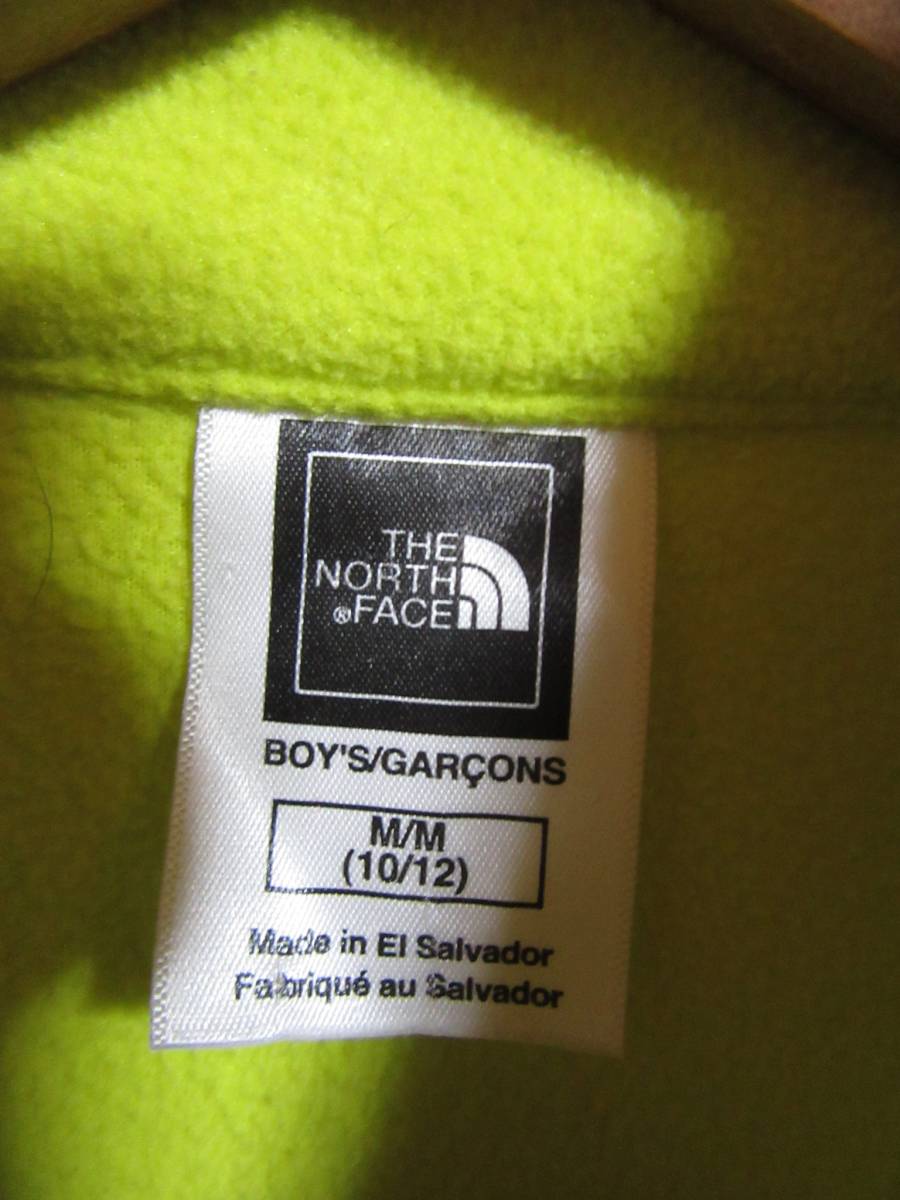 THE
NORTH
®FACE
BOY'S/GARÇONS
M/M
(10/12)
Made in El Salvador
Fabriqué au Salvador